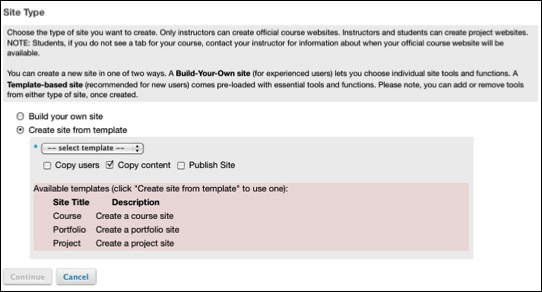 Site Type
Choose the type of site you want to create. Only instructors can create official course websites. Instructors and students can create project websites.
NOTE: Students, if you do not see a tab for your course, contact your instructor for information about when your official course website will be
available.
You can create a new site in one of two ways. A Build-Your-Own site (for experienced users) lets you choose individual site tools and functions. A
Template-based site (recommended for new users) comes pre-loaded with essential tools and functions. Please note, you can add or remove tools
from either type of site, once created.
Build your own site
Create site from template
* -- select template --
Copy users Copy content Publish Site
Available templates (click "Create site from template" to use one):
Site Title Description
Course Create a course site
Portfolio Create a portfolio site
Project Create a project site
Continue Cancel